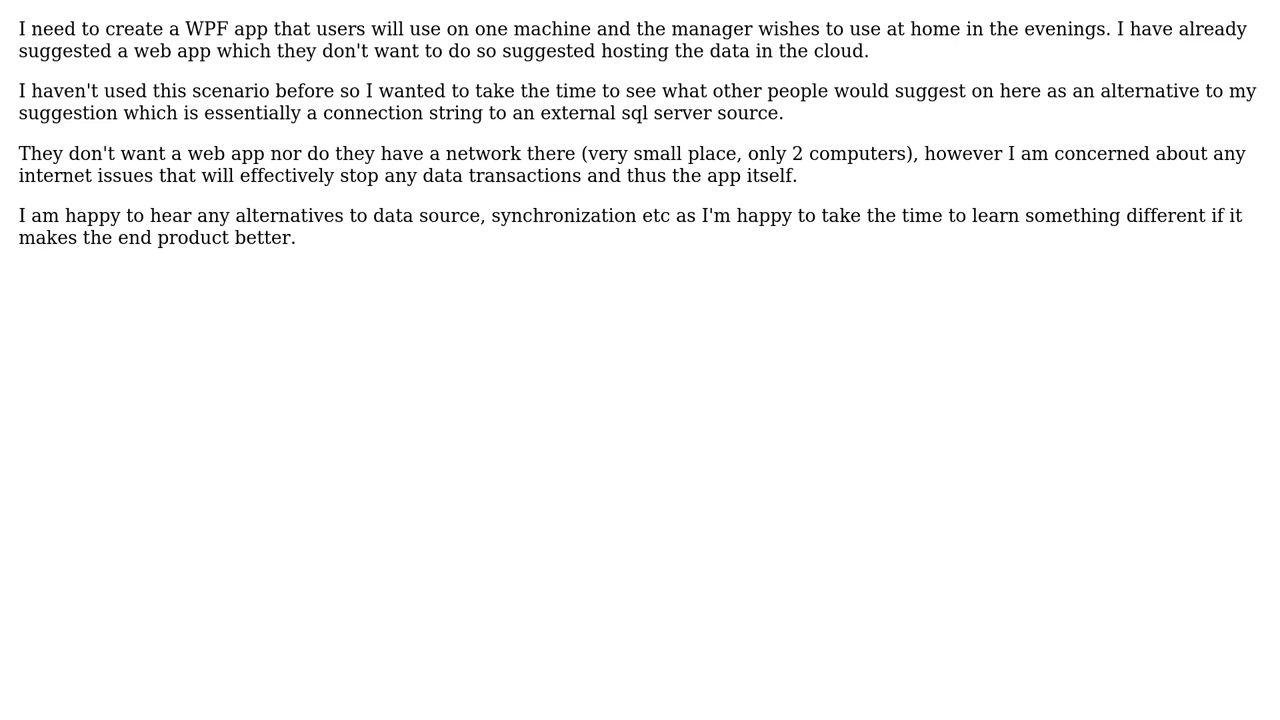 I need to create a WPF app that users will use on one machine and the manager wishes to use at home in the evenings. I have already
suggested a web app which they don't want to do so suggested hosting the data in the cloud.
I haven't used this scenario before so I wanted to take the time to see what other people would suggest on here as an alternative to my
suggestion which is essentially a connection string to an external sql server source.
They don't want a web app nor do they have a network there (very small place, only 2 computers), however I am concerned about any
internet issues that will effectively stop any data transactions and thus the app itself.
I am happy to hear any alternatives to data source, synchronization etc as I'm happy to take the time to learn something different if it
makes the end product better.